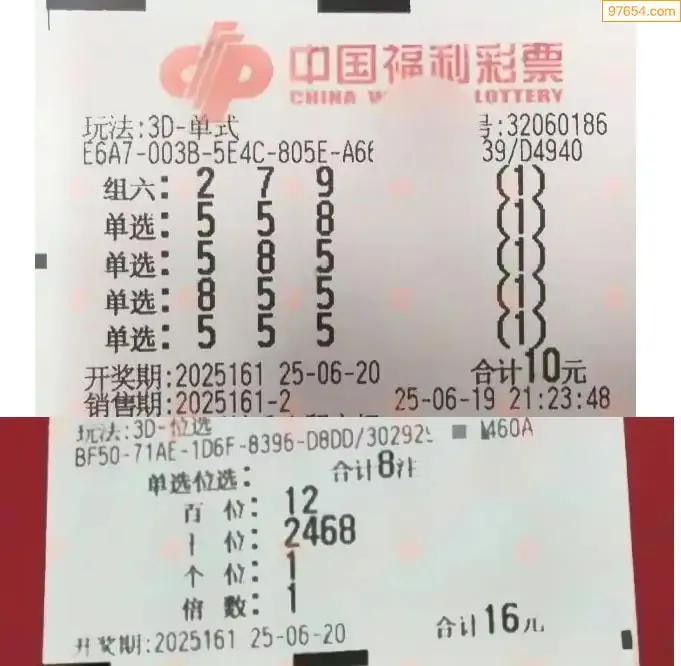 97654.com
中国福利彩票
CHINA W LOTTERY
玩法:3D-单式 号:32060186
E6A7-003B-5E4C-805E-A66 39/D4940
组六: 2 7 9 (1)
单选: 5 5 8 (1)
单选: 5 8 5 (1)
单选: 8 5 5 (1)
单选: 5 5 5 (1)
开奖期:2025161 25-06-20 合计10元
销售期:2025161-2 25-06-19 21:23:48
玩法:3D-位选
BF50-71AE-1D6F-8396-D8DD/302929 460A
单选位选: 合计8注
百位: 12
十位: 2468
个位: 1
倍数: 1
开奖期:2025161 25-06-20 合计16元